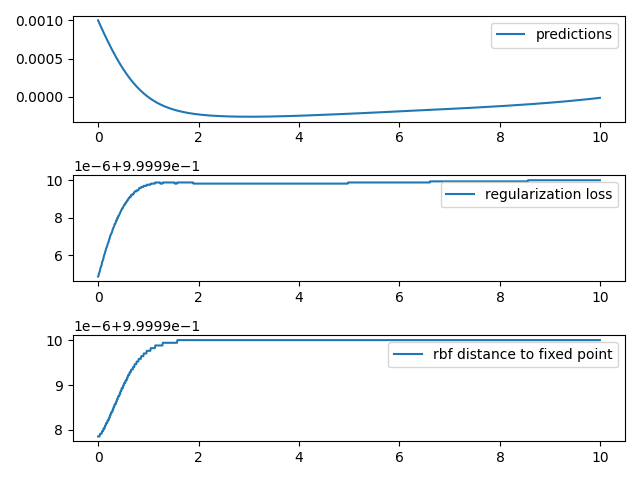 0.0010
0.0005
0.0000
predictions
0 2 4 6 8 10
1e-6+9.9999e-1
10
8
6
regularization loss
0 2 4 6 8 10
1e-6+9.9999e-1
10
9
8
rbf distance to fixed point
0 2 4 6 8 10